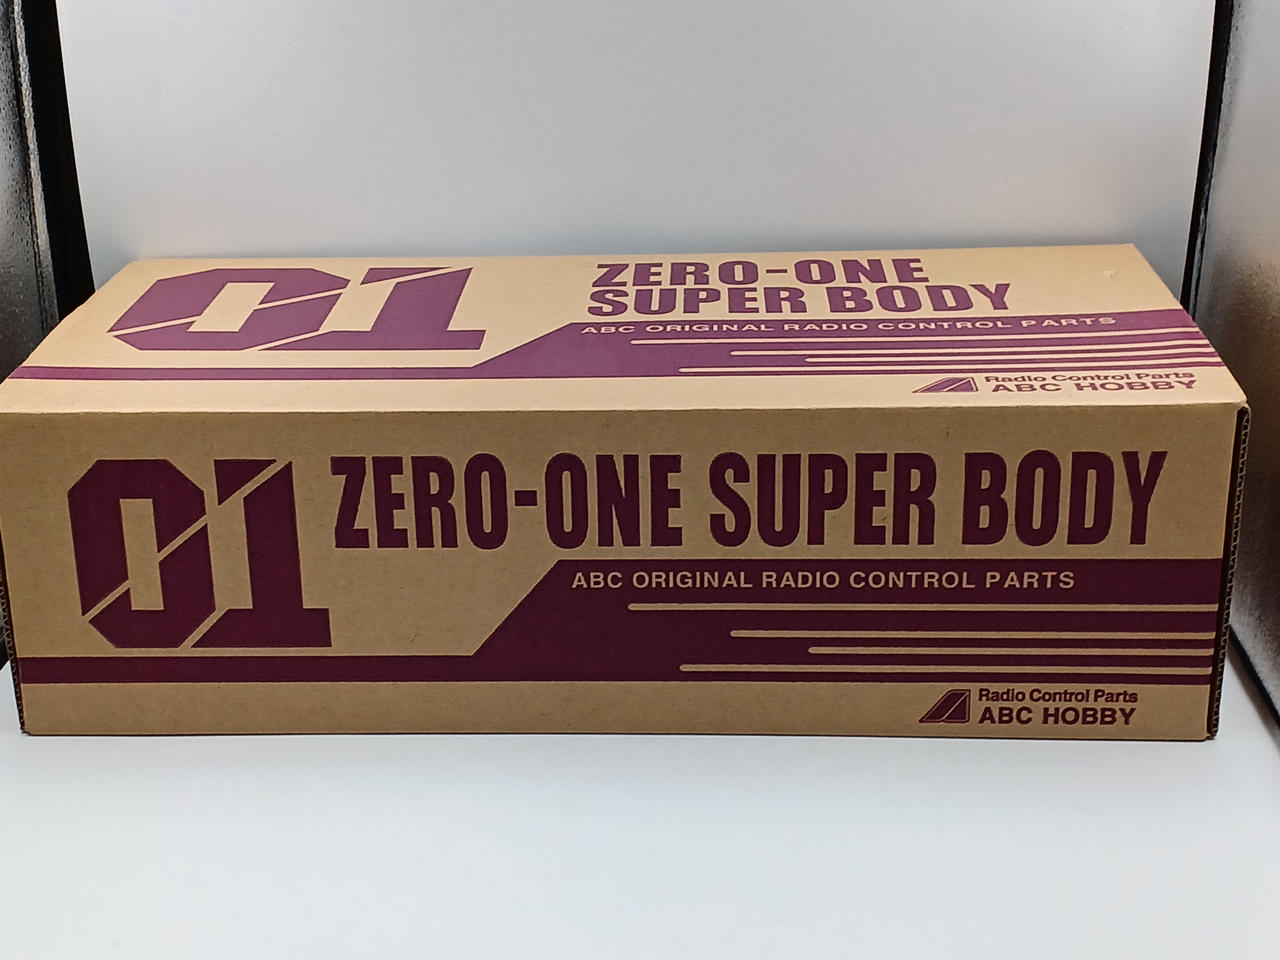 01
ZERO-ONE
SUPER BODY
ABC ORIGINAL RADIO CONTROL PARTS
Radio Control Parts
ABC HOBBY
01
ZERO-ONE SUPER BODY
ABC ORIGINAL RADIO CONTROL PARTS
Radio Control Parts
ABC HOBBY